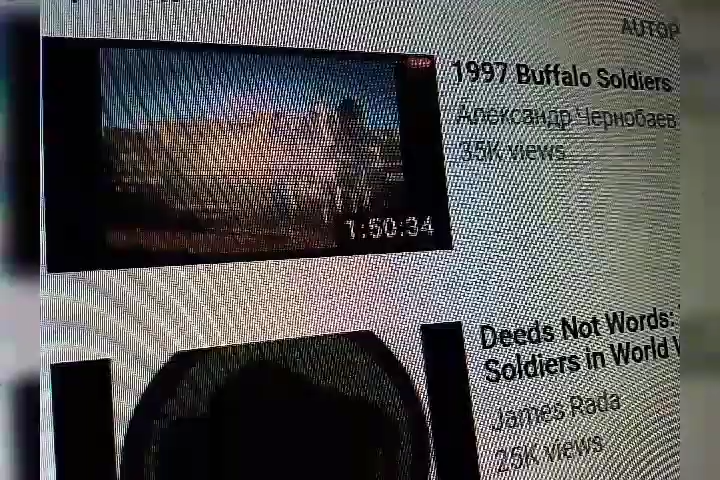 AUTOP
1997 Buffalo Soldiers
Александр Чернобаев
35K views
1:50:34
Deeds Not Words:
Soldiers in World
James Rada
25K views